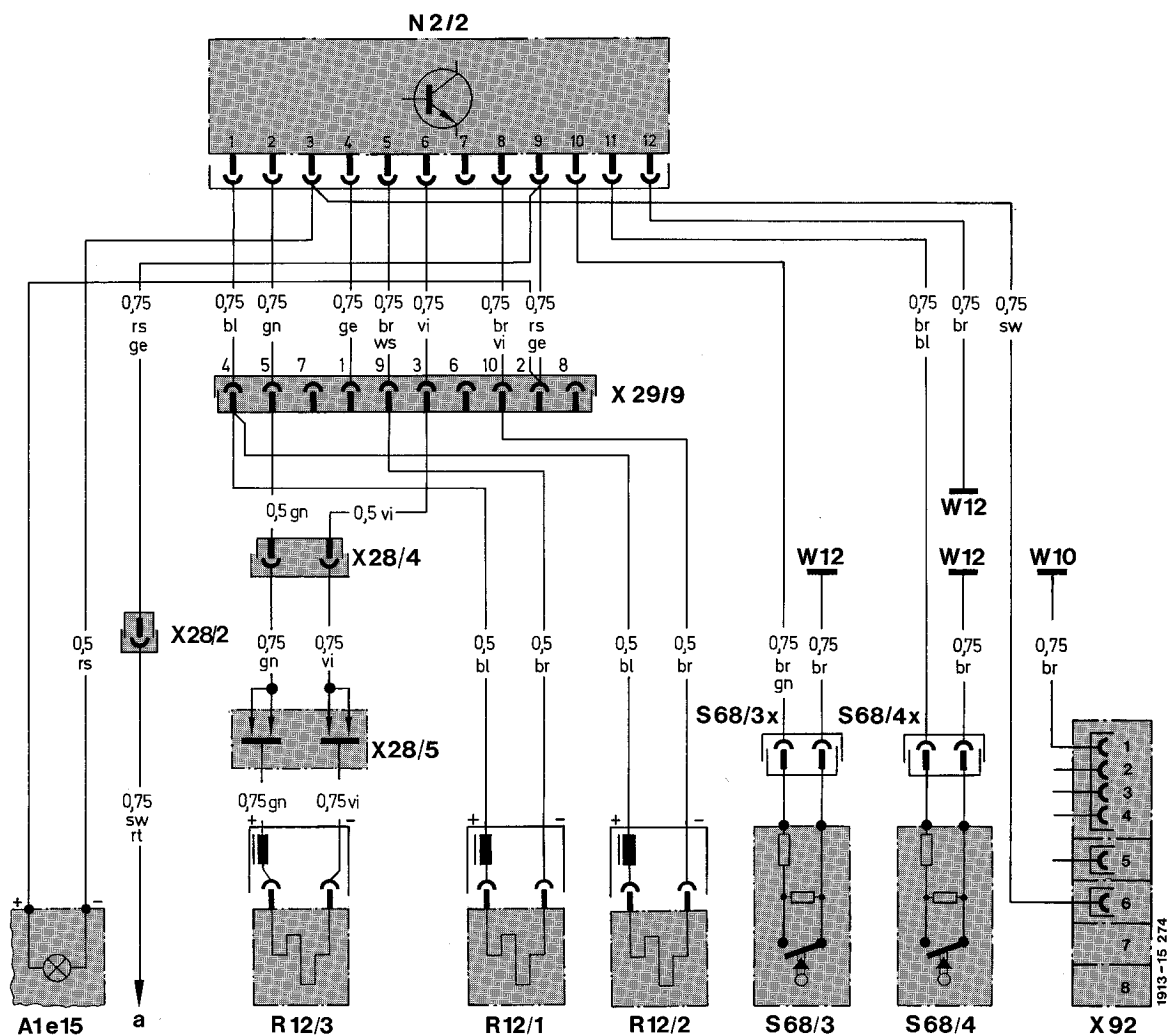 N 2/2
1 2 3 4 5 6 7 8 9 10 11 12
0,75 0,75 0,75 0,75 0,75 0,75 0,75 0,75 0,75 0,75 0,75
rs bl gn ge br vi br rs br br sw
ge ws vi ge bl
4 5 7 1 9 3 6 10 2 8
X 29/9
W12
0,5 gn 0,5 vi
X28/4
W12 W12 W10
X28/2
0,5 0,75 0,75 0,5 0,5 0,5 0,5 0,75 0,75 0,75 0,75
rs gn vi bl br bl br br br br br
gn
S68/3x S68/4x
X28/5
1
2
3
4
5
6
7
8
0,75 0,75 gn 0,75 vi
sw
rt
+ - + - + -
+ -
1913-15 274
A1e15 a R12/3 R12/1 R12/2 S68/3 S68/4 X92